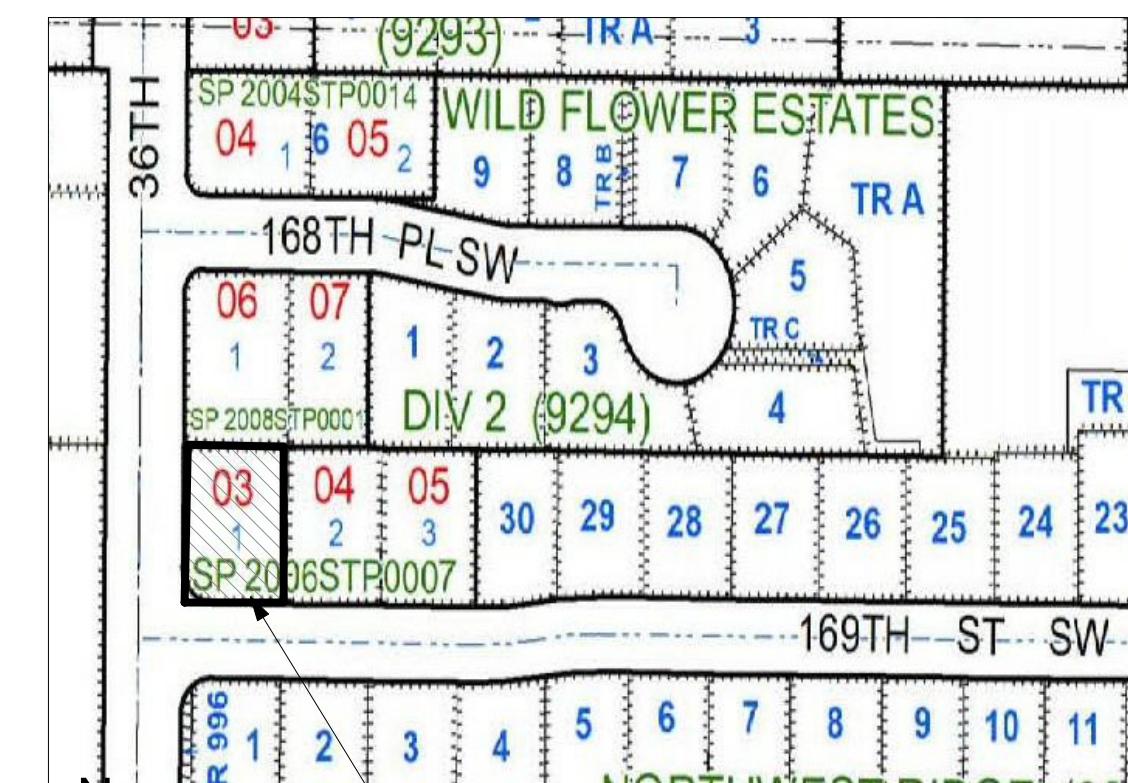 03 (9293) TR A 3
36TH
SP 2004STP0014
04 1 6 05 2
WILD FLOWER ESTATES
9 8 TR B 7 6 TR A
168TH PL SW
5
TR C
06 07
1 2
SP 2008STP0001
1 2 3
4
DIV 2 (9294)
TR
03 04 05
1 2 3
SP 2006STP0007
30 29 28 27 26 25 24 23
169TH ST SW
R 996 1 2 3 4 5 6 7 8 9 10 11